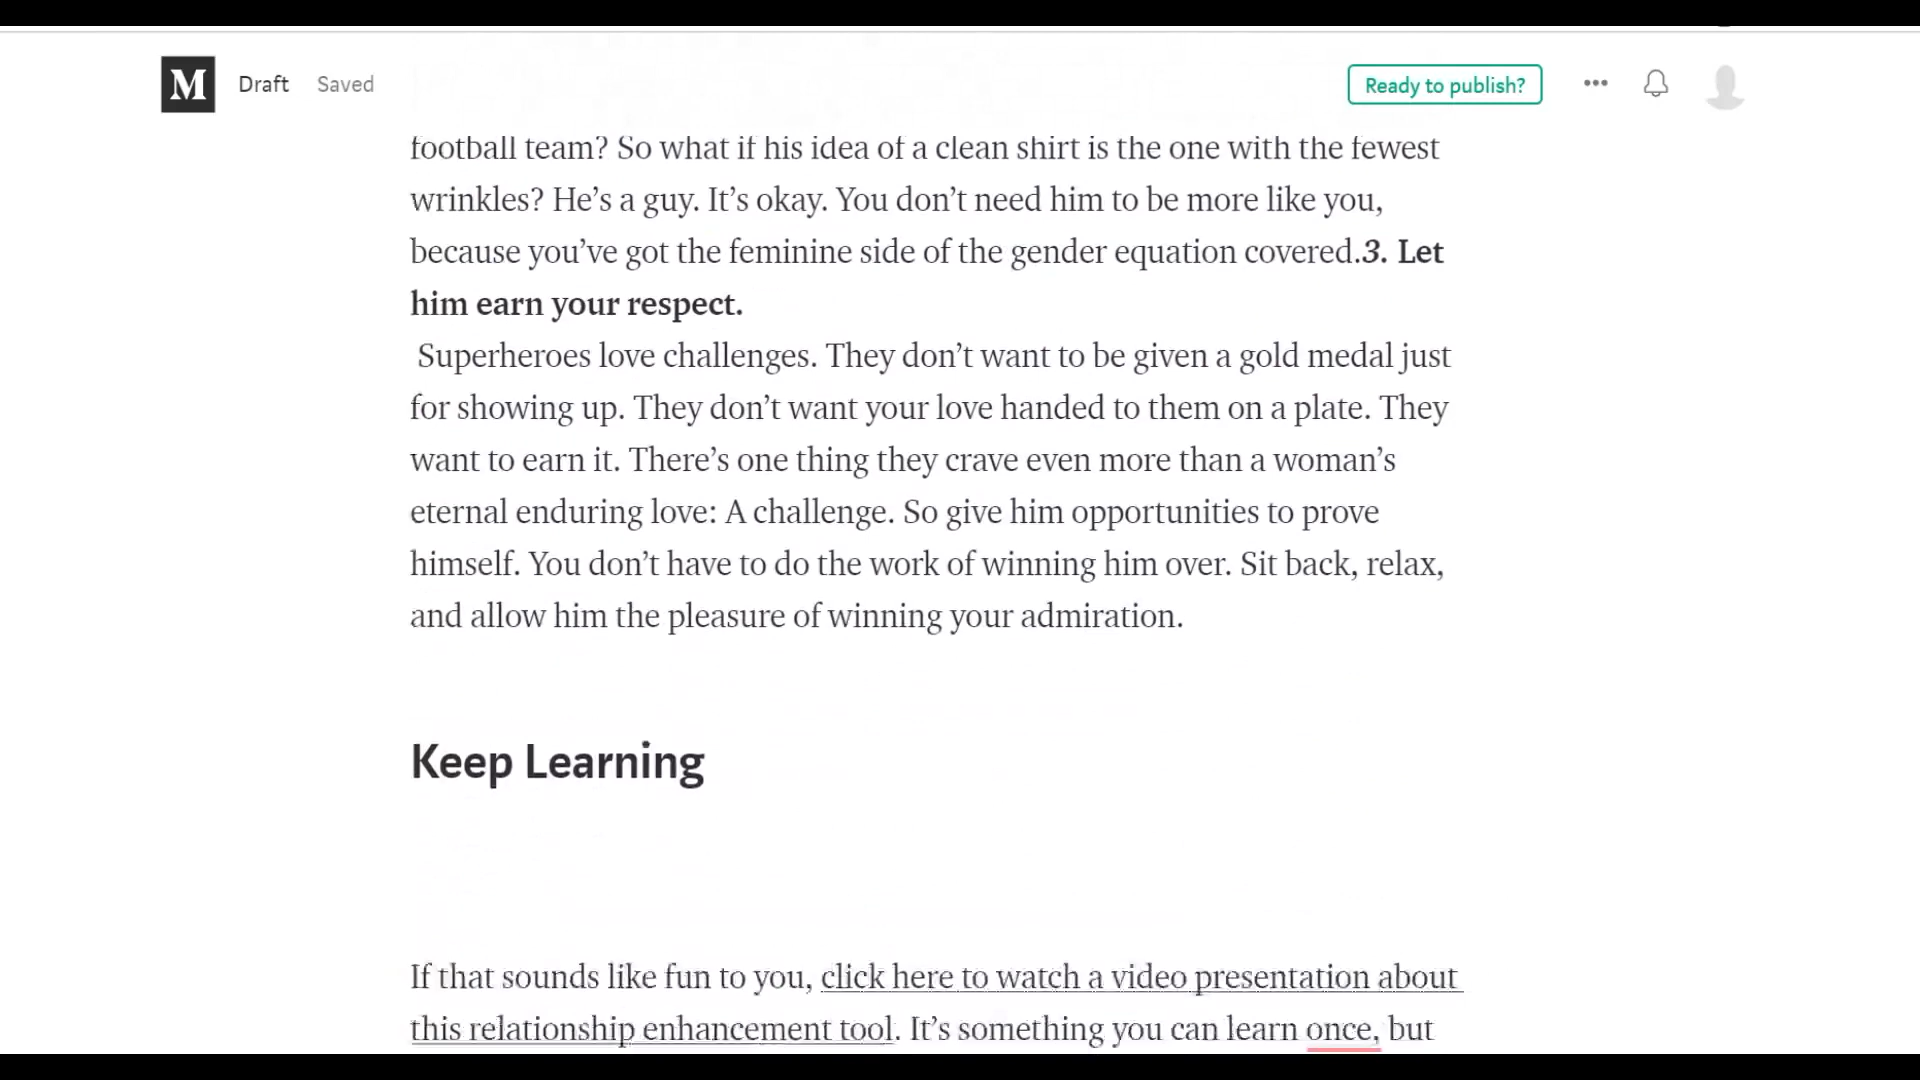 M Draft Saved Ready to publish?
football team? So what if his idea of a clean shirt is the one with the fewest
wrinkles? He’s a guy. It’s okay. You don’t need him to be more like you,
because you’ve got the feminine side of the gender equation covered.3. Let
him earn your respect.
Superheroes love challenges. They don’t want to be given a gold medal just
for showing up. They don’t want your love handed to them on a plate. They
want to earn it. There’s one thing they crave even more than a woman’s
eternal enduring love: A challenge. So give him opportunities to prove
himself. You don’t have to do the work of winning him over. Sit back, relax,
and allow him the pleasure of winning your admiration.
Keep Learning
If that sounds like fun to you, click here to watch a video presentation about
this relationship enhancement tool. It’s something you can learn once, but